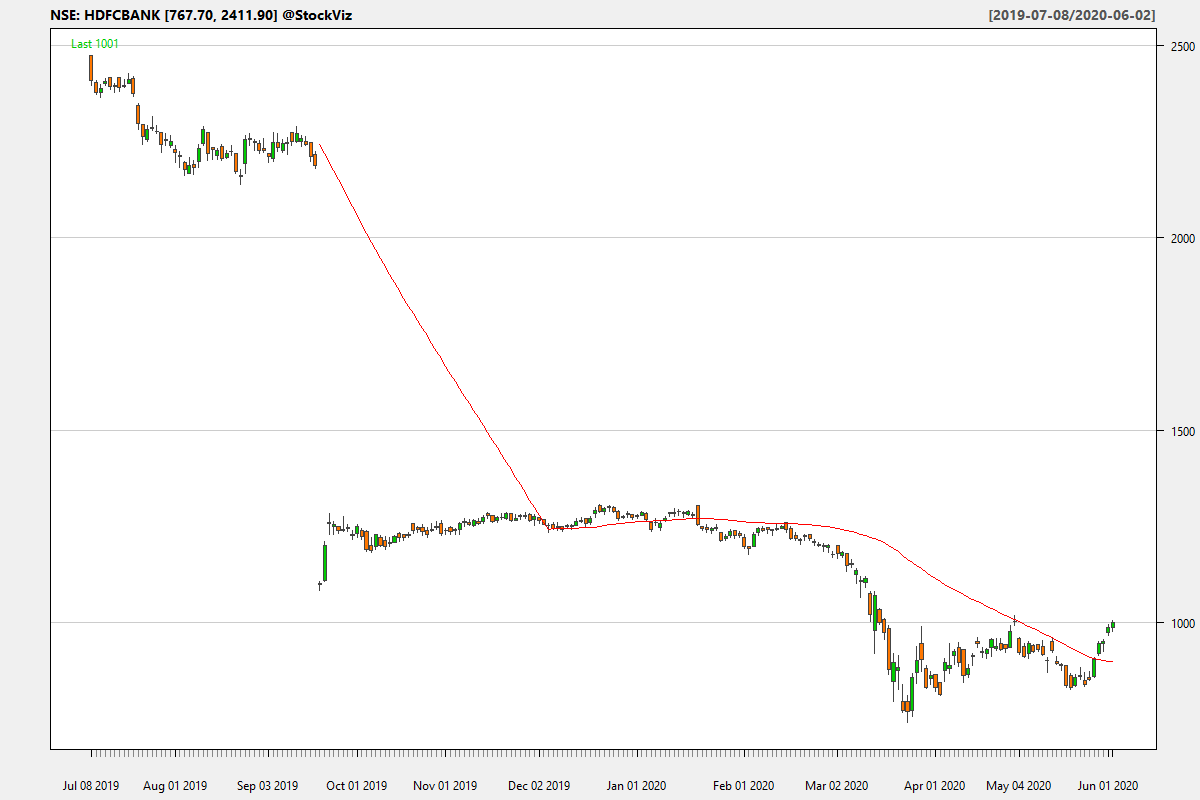 NSE: HDFCBANK [767.70, 2411.90] @StockViz
[2019-07-08/2020-06-02]
Last 1001
2500
2000
1500
1000
Jul 08 2019 Aug 01 2019 Sep 03 2019 Oct 01 2019 Nov 01 2019 Dec 02 2019 Jan 01 2020 Feb 01 2020 Mar 02 2020 Apr 01 2020 May 04 2020 Jun 01 2020